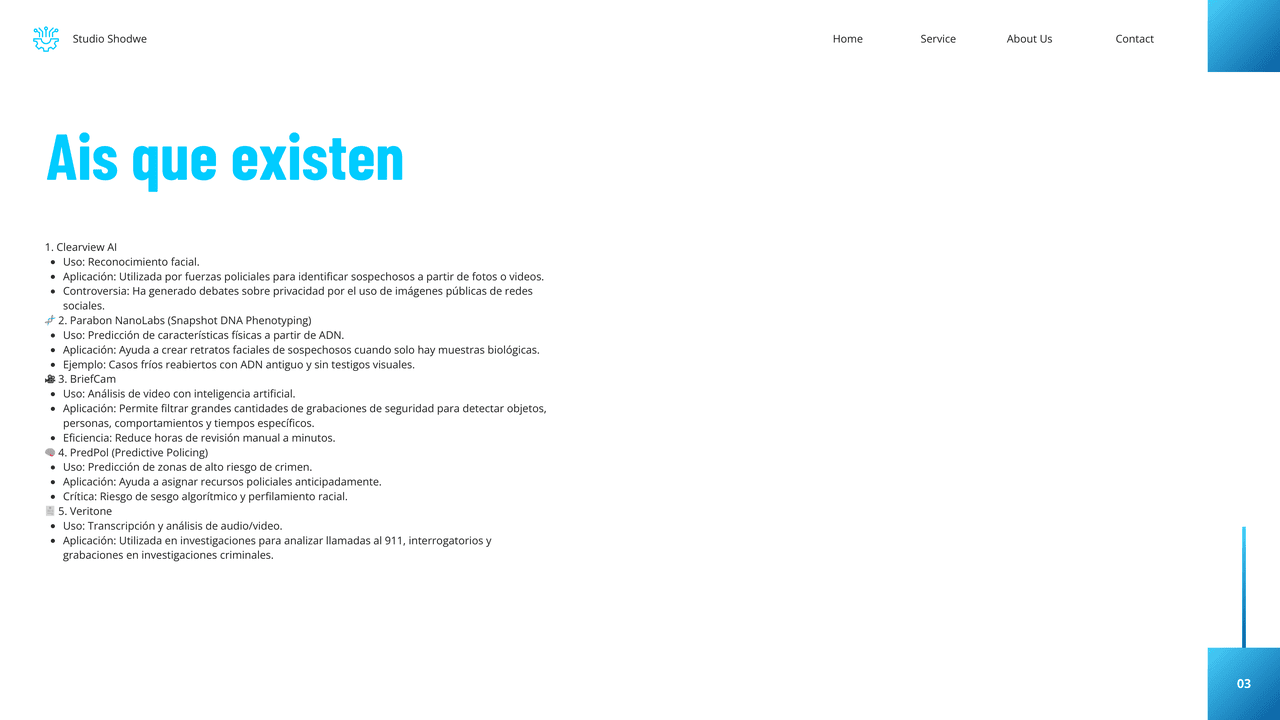 Studio Shodwe
Home
Service
About Us
Contact
Ais que existen
1. Clearview AI
• Uso: Reconocimiento facial.
• Aplicación: Utilizada por fuerzas policiales para identificar sospechosos a partir de fotos o videos.
• Controversia: Ha generado debates sobre privacidad por el uso de imágenes públicas de redes
sociales.
🧬 2. Parabon NanoLabs (Snapshot DNA Phenotyping)
• Uso: Predicción de características físicas a partir de ADN.
• Aplicación: Ayuda a crear retratos faciales de sospechosos cuando solo hay muestras biológicas.
• Ejemplo: Casos fríos reabiertos con ADN antiguo y sin testigos visuales.
🎥 3. BriefCam
• Uso: Análisis de video con inteligencia artificial.
• Aplicación: Permite filtrar grandes cantidades de grabaciones de seguridad para detectar objetos,
personas, comportamientos y tiempos específicos.
• Eficiencia: Reduce horas de revisión manual a minutos.
🧠 4. PredPol (Predictive Policing)
• Uso: Predicción de zonas de alto riesgo de crimen.
• Aplicación: Ayuda a asignar recursos policiales anticipadamente.
• Crítica: Riesgo de sesgo algorítmico y perfilamiento racial.
🧾 5. Veritone
• Uso: Transcripción y análisis de audio/video.
• Aplicación: Utilizada en investigaciones para analizar llamadas al 911, interrogatorios y
grabaciones en investigaciones criminales.
03